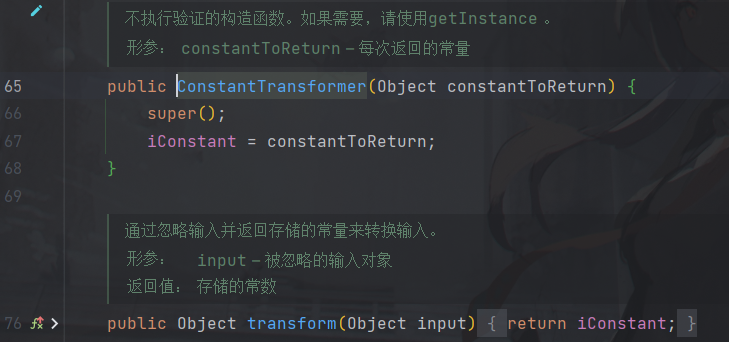 不执行验证的构造函数。如果需要，请使用getInstance 。
形参： constantToReturn – 每次返回的常量
65 public ConstantTransformer(Object constantToReturn) {
66 super();
67 iConstant = constantToReturn;
68 }
69
通过忽略输入并返回存储的常量来转换输入。
形参： input – 被忽略的输入对象
返回值： 存储的常数
76 public Object transform(Object input) { return iConstant; }